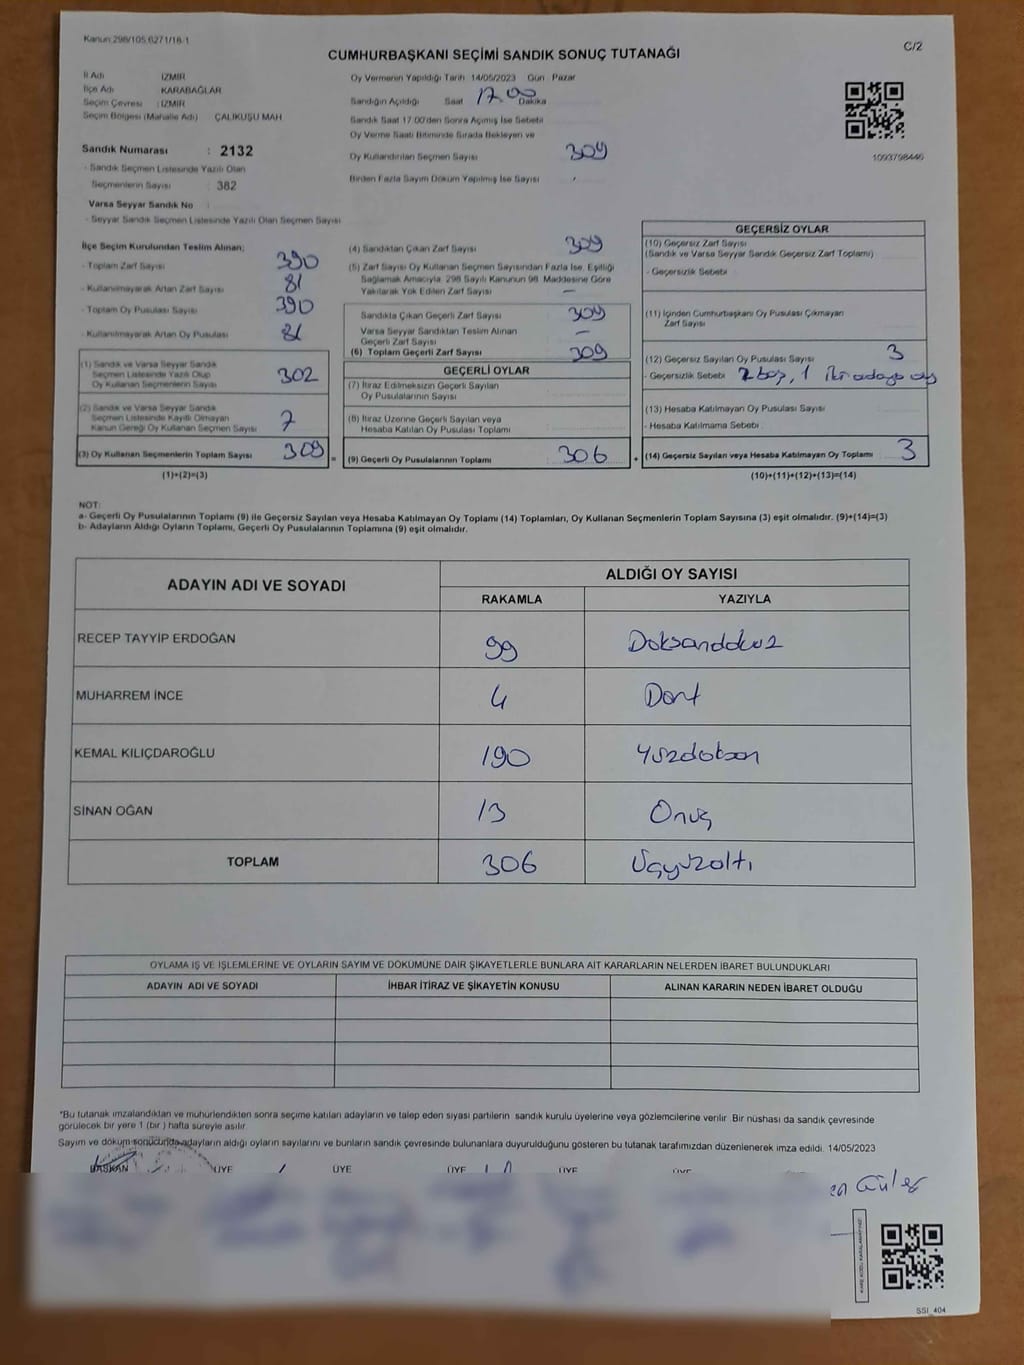 Kanun:298/105,6271/16-1
C/2
CUMHURBAŞKANI SEÇİMİ SANDIK SONUÇ TUTANAĞI
İl Adı : İZMİR
İlçe Adı : KARABAĞLAR
Seçim Çevresi : İZMİR
Seçim Bölgesi (Mahalle Adı) : ÇALIKUŞU MAH
Sandık Numarası : 2132
- Sandık Seçmen Listesinde Yazılı Olan
Seçmenlerin Sayısı : 382
Varsa Seyyar Sandık No :
- Seyyar Sandık Seçmen Listesinde Yazılı Olan Seçmen Sayısı :
Oy Vermenin Yapıldığı Tarih 14/05/2023 Gün Pazar
Sandığın Açıldığı Saat 17.00 Dakika
Sandık Saat 17:00'den Sonra Açılmış İse Sebebi
Oy Verme Saati Bitiminde Sırada Bekleyen ve
Oy Kullandırılan Seçmen Sayısı 309
Birden Fazla Sayım Döküm Yapılmış İse Sayısı
1093798446
İlçe Seçim Kurulundan Teslim Alınan;
- Toplam Zarf Sayısı 390
- Kullanılmayarak Artan Zarf Sayısı 81
- Toplam Oy Pusulası Sayısı 390
- Kullanılmayarak Artan Oy Pusulası 81
(1) Sandık ve Varsa Seyyar Sandık
Seçmen Listesinde Yazılı Olup
Oy Kullanan Seçmenlerin Sayısı 302
(2) Sandık ve Varsa Seyyar Sandık
Seçmen Listesinde Kayıtlı Olmayan
Kanun Gereği Oy Kullanan Seçmen Sayısı 7
(3) Oy Kullanan Seçmenlerin Toplam Sayısı 309 =
(1)+(2)=(3)
(4) Sandıktan Çıkan Zarf Sayısı 309
(5) Zarf Sayısı Oy Kullanan Seçmen Sayısından Fazla İse, Eşitliği
Sağlamak Amacıyla, 298 Sayılı Kanunun 98. Maddesine Göre
Yakılarak Yok Edilen Zarf Sayısı —
Sandıkta Çıkan Geçerli Zarf Sayısı 309
Varsa Seyyar Sandıktan Teslim Alınan
Geçerli Zarf Sayısı —
(6) Toplam Geçerli Zarf Sayısı 309
GEÇERLİ OYLAR
(7) İtiraz Edilmeksizin Geçerli Sayılan
Oy Pusulalarının Sayısı :
(8) İtiraz Üzerine Geçerli Sayılan veya
Hesaba Katılan Oy Pusulası Toplamı :
(9) Geçerli Oy Pusulalarının Toplamı : 306 +
GEÇERSİZ OYLAR
(10) Geçersiz Zarf Sayısı
(Sandık ve Varsa Seyyar Sandık Geçersiz Zarf Toplamı)
- Geçersizlik Sebebi
(11) İçinden Cumhurbaşkanı Oy Pusulası Çıkmayan
Zarf Sayısı
(12) Geçersiz Sayılan Oy Pusulası Sayısı 3
- Geçersizlik Sebebi 2 boş, 1 iki adaya oy
(13) Hesaba Katılmayan Oy Pusulası Sayısı
- Hesaba Katılmama Sebebi
(14) Geçersiz Sayılan veya Hesaba Katılmayan Oy Toplamı 3
(10)+(11)+(12)+(13)=(14)
NOT:
a- Geçerli Oy Pusulalarının Toplamı (9) ile Geçersiz Sayılan veya Hesaba Katılmayan Oy Toplamı (14) Toplamları, Oy Kullanan Seçmenlerin Toplam Sayısına (3) eşit olmalıdır. (9)+(14)=(3)
b- Adayların Aldığı Oyların Toplamı, Geçerli Oy Pusulalarının Toplamına (9) eşit olmalıdır.
ADAYIN ADI VE SOYADI
ALDIĞI OY SAYISI
RAKAMLA YAZIYLA
RECEP TAYYİP ERDOĞAN 99 Doksandokuz
MUHARREM İNCE 4 Dört
KEMAL KILIÇDAROĞLU 190 Yüzdoksan
SİNAN OĞAN 13 Onüç
TOPLAM 306 Üçyüzaltı
OYLAMA İŞ VE İŞLEMLERİNE VE OYLARIN SAYIM VE DÖKÜMÜNE DAİR ŞİKAYETLERLE BUNLARA AİT KARARLARIN NELERDEN İBARET BULUNDUKLARI
ADAYIN ADI VE SOYADI İHBAR İTİRAZ VE ŞİKAYETİN KONUSU ALINAN KARARIN NEDEN İBARET OLDUĞU
*Bu tutanak imzalandıktan ve mühürlendikten sonra seçime katılan adayların ve talep eden siyasi partilerin sandık kurulu üyelerine veya gözlemcilerine verilir. Bir nüshası da sandık çevresinde
görülecek bir yere 1 (bir ) hafta süreyle asılır.
Sayım ve döküm sonucunda adayların aldığı oyların sayılarını ve bunların sandık çevresinde bulunanlara duyurulduğunu gösteren bu tutanak tarafımızdan düzenlenerek imza edildi. 14/05/2023
BAŞKAN ÜYE ÜYE ÜYE ÜYE ÜYE
Güleş
KARE KODU KARALAMAYINIZ!
SSI_404